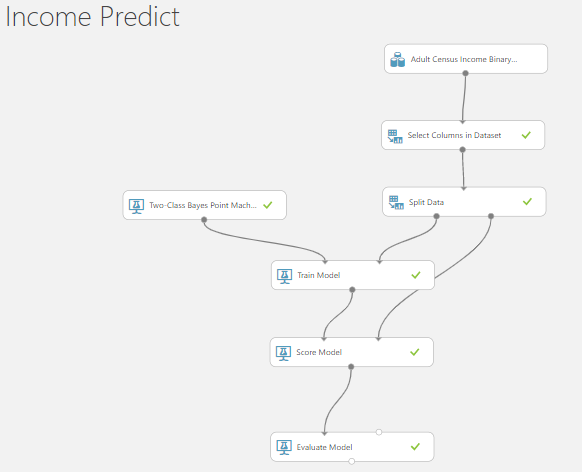 Income Predict
Adult Census Income Binary...
Select Columns in Dataset
Two-Class Bayes Point Mach...
Split Data
Train Model
Score Model
Evaluate Model